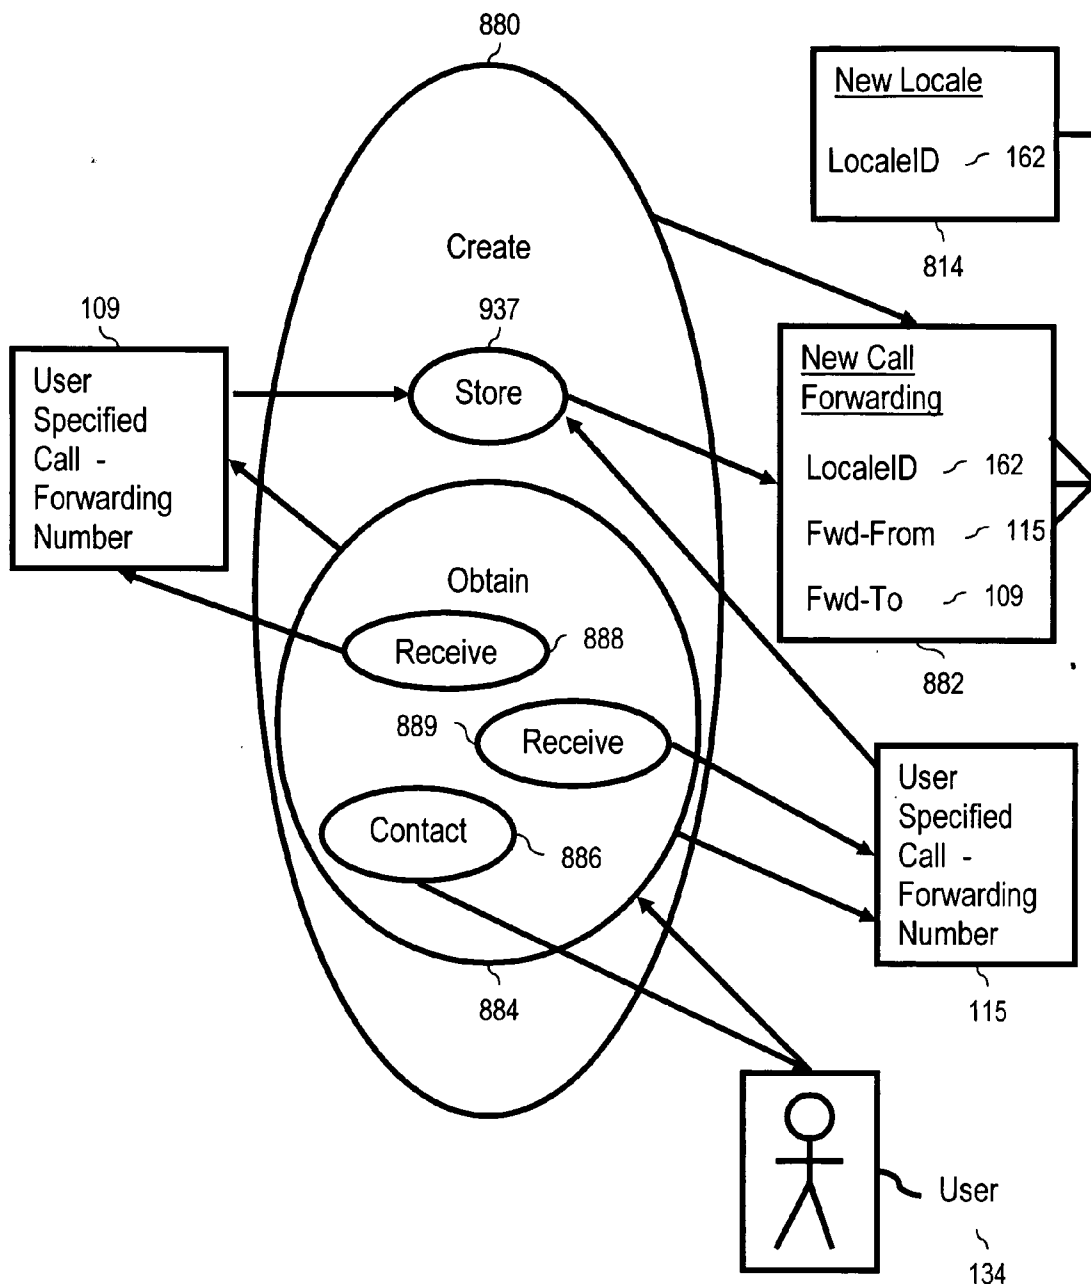 880
New Locale
LocaleID 162
814
Create
109
937
User
Specified
Call -
Forwarding
Number
Store
New Call
Forwarding
LocaleID 162
Fwd-From 115
Fwd-To 109
882
Obtain
Receive 888
889 Receive
Contact 886
884
User
Specified
Call -
Forwarding
Number
115
User
134